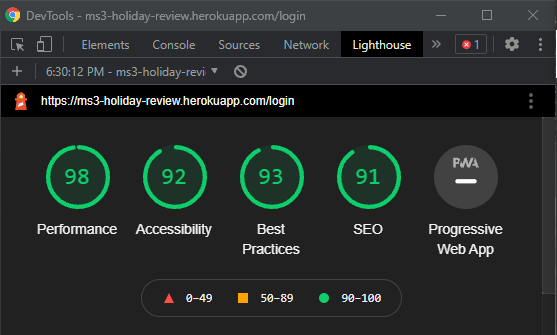 DevTools - ms3-holiday-review.herokuapp.com/login
Elements Console Sources Lighthouse » 1
+ 6:30:12 PM - ms3-holiday-revi
https://ms3-holiday-review.herokuapp.com/login
98 92 93 91 PWA
Performance Accessibility Best Practices SEO Progressive Web App
0–49 50–89 90–100